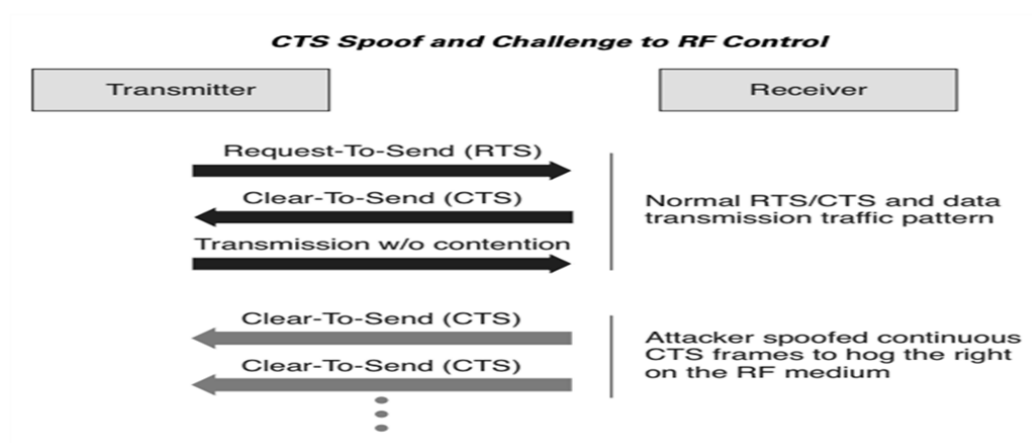 CTS Spoof and Challenge to RF Control
Transmitter
Receiver
Request-To-Send (RTS)
Clear-To-Send (CTS)
Transmission w/o contention
Normal RTS/CTS and data
transmission traffic pattern
Clear-To-Send (CTS)
Clear-To-Send (CTS)
Attacker spoofed continuous
CTS frames to hog the right
on the RF medium